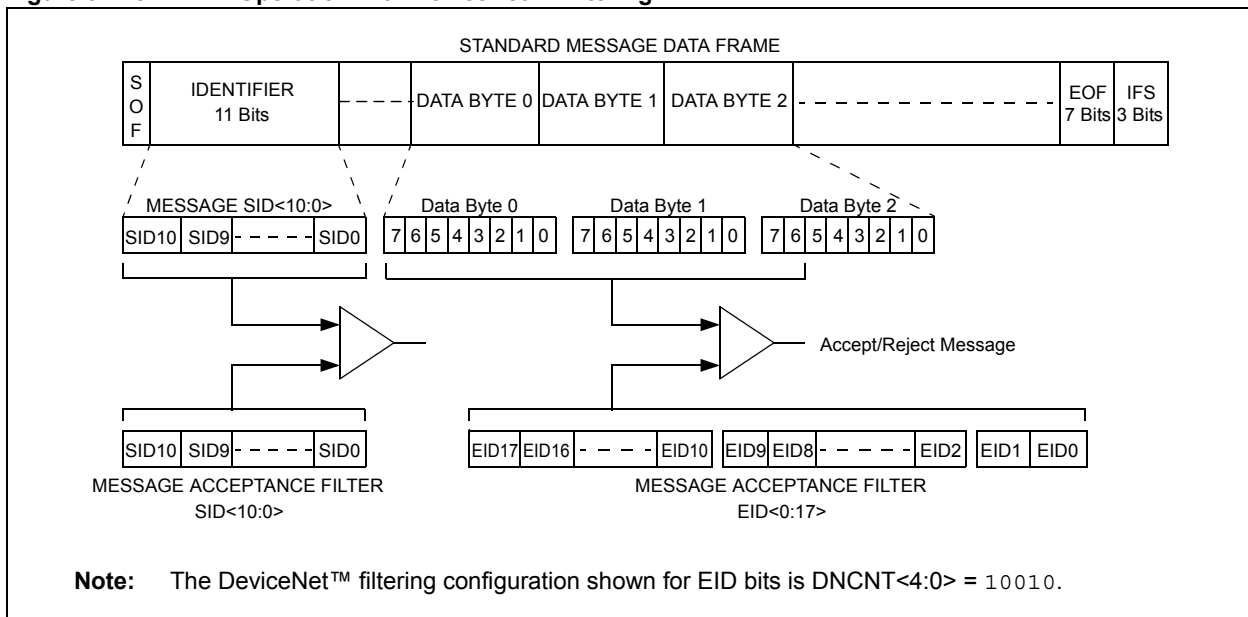 STANDARD MESSAGE DATA FRAME
S
O
F
IDENTIFIER
11 Bits
DATA BYTE 0
DATA BYTE 1
DATA BYTE 2
EOF
7 Bits
IFS
3 Bits
MESSAGE SID<10:0>
Data Byte 0
Data Byte 1
Data Byte 2
SID10 SID9 SID0
7 6 5 4 3 2 1 0
7 6 5 4 3 2 1 0
7 6 5 4 3 2 1 0
Accept/Reject Message
SID10 SID9 SID0
EID17 EID16 EID10
EID9 EID8 EID2
EID1 EID0
MESSAGE ACCEPTANCE FILTER
SID<10:0>
MESSAGE ACCEPTANCE FILTER
EID<0:17>
Note: The DeviceNet™ filtering configuration shown for EID bits is DNCNT<4:0> = 10010.